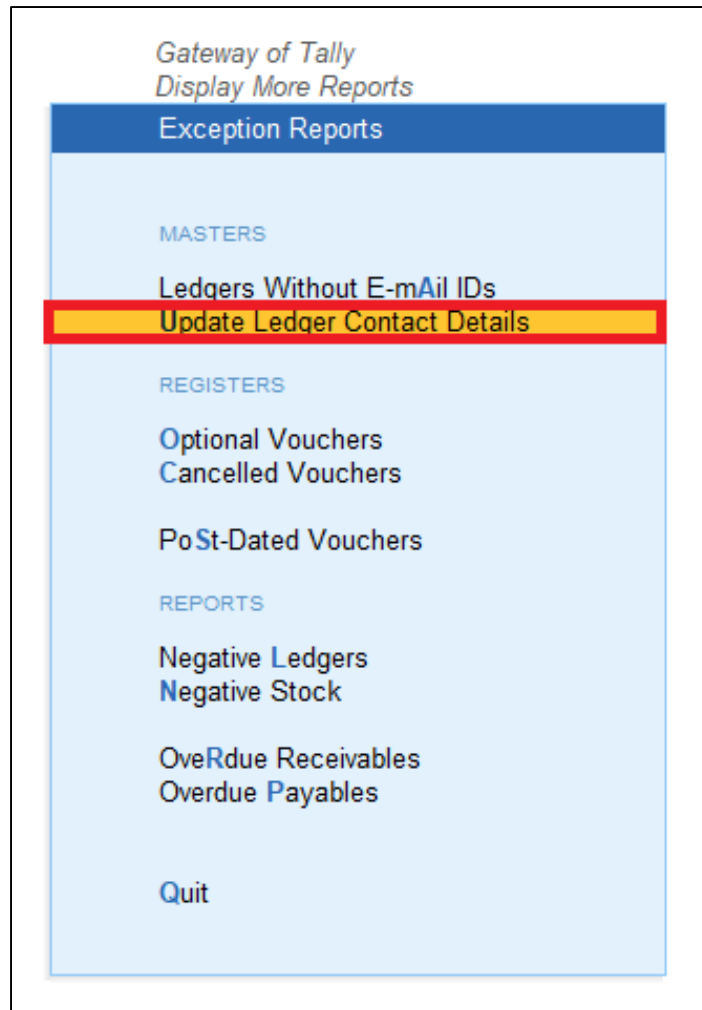 Gateway of Tally
Display More Reports
Exception Reports
MASTERS
Ledgers Without E-mAil IDs
Update Ledger Contact Details
REGISTERS
Optional Vouchers
Cancelled Vouchers
PoSt-Dated Vouchers
REPORTS
Negative Ledgers
Negative Stock
OveRdue Receivables
Overdue Payables
Quit